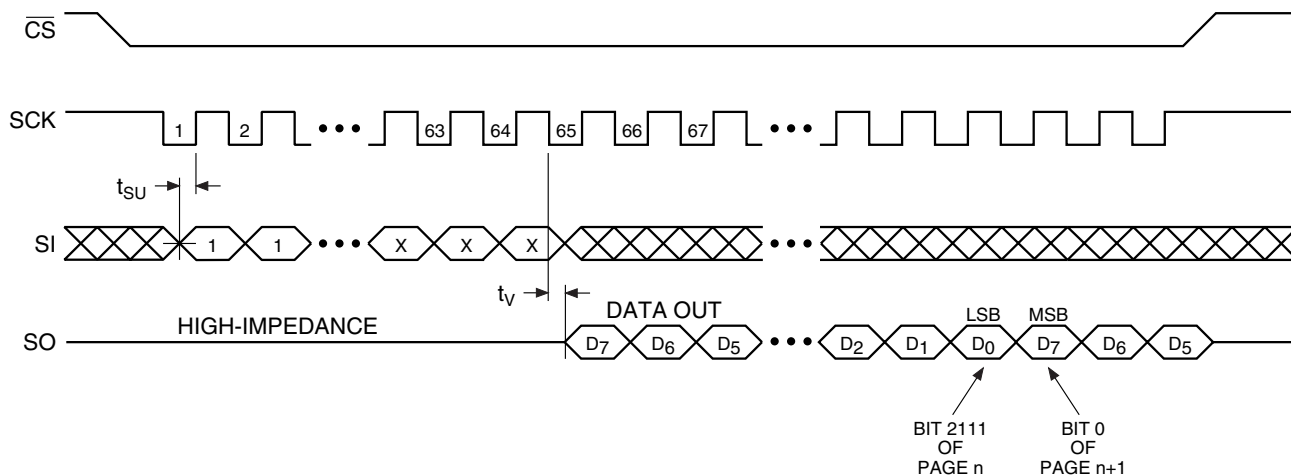 CS
SCK 1 2 ••• 63 64 65 66 67 •••
tSU
SI 1 1 ••• X X X •••
tV
HIGH-IMPEDANCE DATA OUT LSB MSB
SO D7 D6 D5 ••• D2 D1 D0 D7 D6 D5
BIT 2111 BIT 0
OF OF
PAGE n PAGE n+1